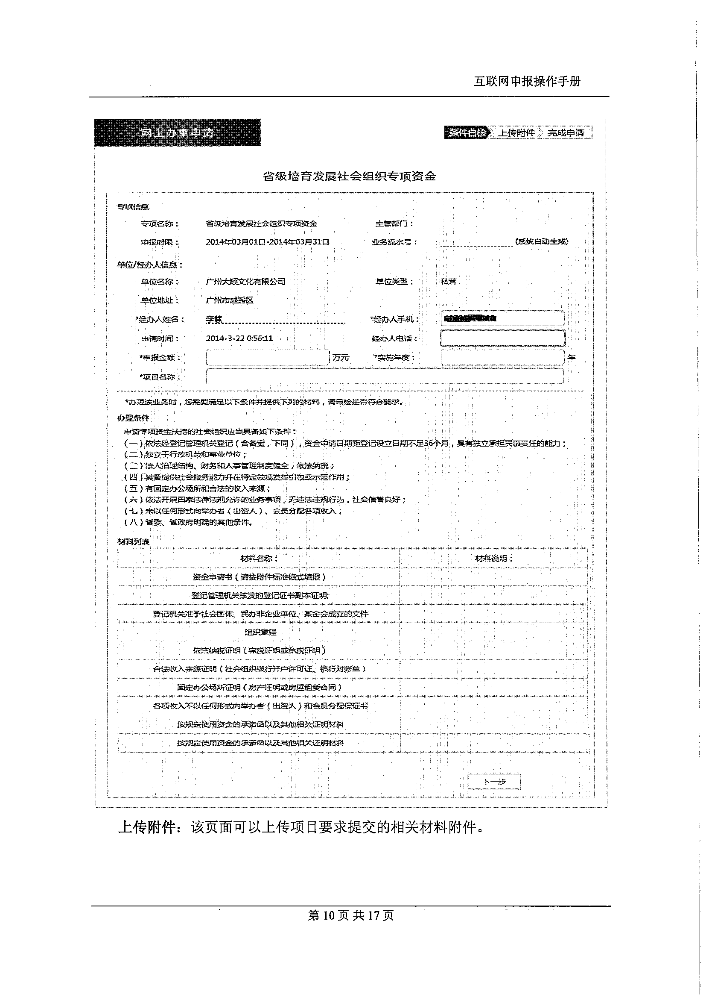 互联网申报操作手册
网上办事申请
条件自检 上传附件 完成申请
省级培育发展社会组织专项资金
专项信息
专项名称： 省级培育发展社会组织专项资金 主管部门：
申报时限： 2014年03月01日-2014年03月31日 业务流水号： (系统自动生成)
单位/经办人信息：
单位名称： 广州大顺文化有限公司 单位类型： 私营
单位地址： 广州市越秀区
*经办人姓名： 李慧 *经办人手机：
申请时间： 2014-3-22 0:56:11 经办人电话：
*申报金额： 万元 *实施年度： 年
*项目名称：
*办理该业务时，您需要满足以下条件并提供下列的材料，请自检是否符合要求。
办理条件
申请专项资金扶持的社会组织应当具备如下条件：
（一）依法经登记管理机关登记（含备案，下同），资金申请日期距登记设立日期不足36个月，具有独立承担民事责任的能力；
（二）独立于行政机关和事业单位；
（三）法人治理结构、财务和人事管理制度健全，依法纳税；
（四）具备提供社会服务能力并在特定领域发挥引领或示范作用；
（五）有固定办公场所和合法的收入来源；
（六）依法开展国家法律法规允许的业务事项，无违法违规行为，社会信誉良好；
（七）未以任何形式向举办者（出资人）、会员分配各项收入；
（八）省委、省政府明确的其他条件。
材料列表
材料名称： 材料说明：
资金申请书（请按附件标准格式填报）
登记管理机关核发的登记证书副本证明;
登记机关准予社会团体、民办非企业单位、基金会成立的文件
组织章程
依法纳税证明（完税证明或免税证明）
合法收入来源证明（社会组织银行开户许可证、银行对账单）
固定办公场所证明（房产证明或房屋租赁合同）
各项收入不以任何形式向举办者（出资人）和会员分配保证书
按规定使用资金的承诺函以及其他相关证明材料
按规定使用资金的承诺函以及其他相关证明材料
下一步
上传附件：该页面可以上传项目要求提交的相关材料附件。
第 10 页 共 17 页